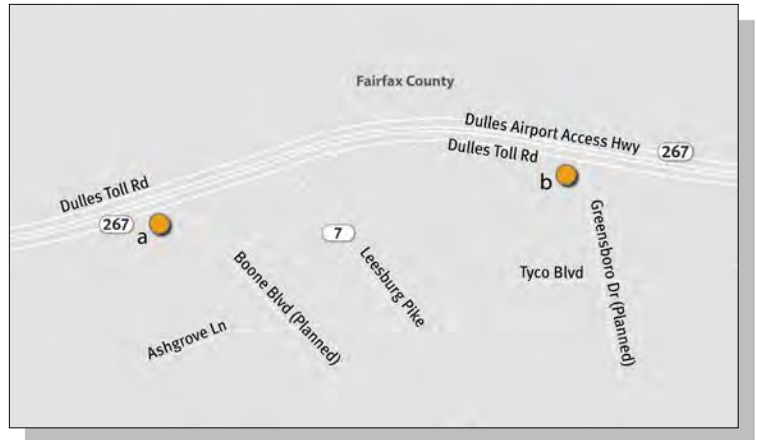 Fairfax County
Dulles Airport Access Hwy
267
Dulles Toll Rd
b
Dulles Toll Rd
267
a
7
Leesburg Pike
Boone Blvd (Planned)
Ashgrove Ln
Tyco Blvd
Greensboro Dr (Planned)